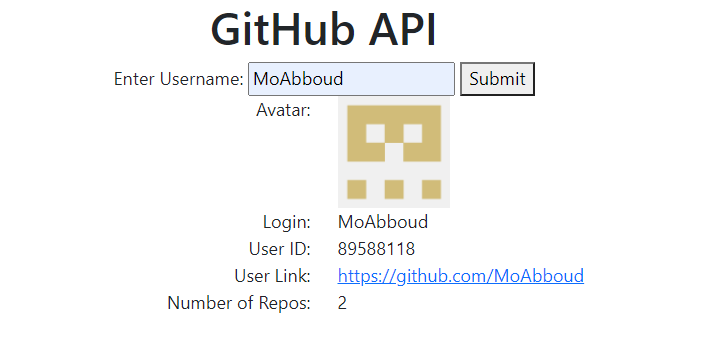 GitHub API
Enter Username: MoAbboud Submit
Avatar:
Login: MoAbboud
User ID: 89588118
User Link: https://github.com/MoAbboud
Number of Repos: 2